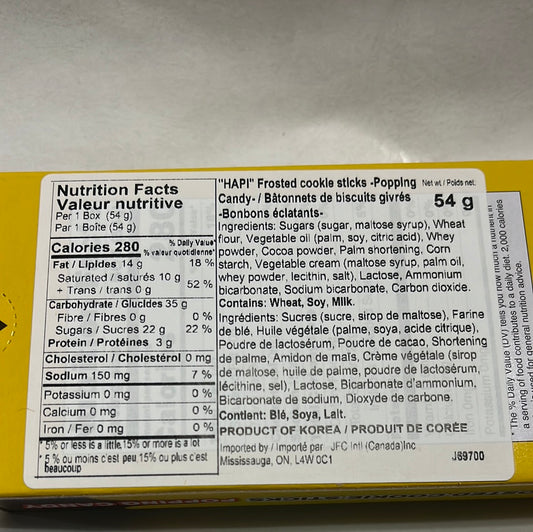 Nutrition Facts
Valeur nutritive
Per 1 Box (54 g)
Par 1 Boîte (54 g)
Calories 280
% Daily Value*
% valeur quotidienne*
Fat / Lipides 14 g 18 %
Saturated / saturés 10 g
+ Trans / trans 0 g
52 %
Carbohydrate / Glucides 35 g
Fibre / Fibres 0 g 0 %
Sugars / Sucres 22 g 22 %
Protein / Protéines 3 g
Cholesterol / Cholestérol 0 mg
Sodium 150 mg 7 %
Potassium 0 mg 0 %
Calcium 0 mg 0 %
Iron / Fer 0 mg 0 %
* 5% or less is a little, 15% or more is a lot
* 5 % ou moins c'est peu, 15% ou plus c'est
beaucoup
"HAPI" Frosted cookie sticks -Popping
Candy- / Bâtonnets de biscuits givrés
-Bonbons éclatants-
Net wt / Poids net.
54 g
Ingredients: Sugars (sugar, maltose syrup), Wheat
flour, Vegetable oil (palm, soy, citric acid), Whey
powder, Cocoa powder, Palm shortening, Corn
starch, Vegetable cream (maltose syrup, palm oil,
whey powder, lecithin, salt), Lactose, Ammonium
bicarbonate, Sodium bicarbonate, Carbon dioxide.
Contains: Wheat, Soy, Milk.
Ingrédients: Sucres (sucre, sirop de maltose), Farine
de blé, Huile végétale (palme, soya, acide citrique),
Poudre de lactosérum, Poudre de cacao, Shortening
de palme, Amidon de maïs, Crème végétale (sirop
de maltose, huile de palme, poudre de lactosérum,
lécithine, sel), Lactose, Bicarbonate d'ammonium,
Bicarbonate de sodium, Dioxyde de carbone.
Contient: Blé, Soya, Lait.
PRODUCT OF KOREA / PRODUIT DE CORÉE
Imported by / Importé par JFC Intl (Canada)Inc
Mississauga, ON, L4W 0C1
J69700
* The % Daily Value (DV) tells you how much a nutrient in
a serving of food contributes to a daily diet. 2,000 calories
used for general nutrition advice.
POPPING CANDY